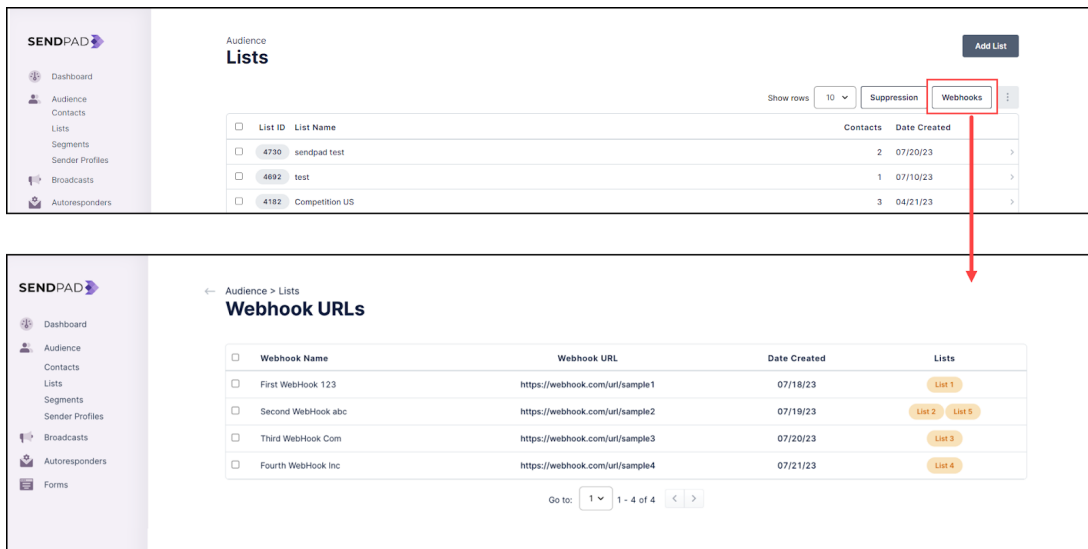 SENDPAD
Dashboard
Audience
Contacts
Lists
Segments
Sender Profiles
Broadcasts
Autoresponders
Audience
Lists
Add List
Show rows 10 Suppression Webhooks
List ID List Name Contacts Date Created
4730 sendpad test 2 07/20/23
4692 test 1 07/10/23
4182 Competition US 3 04/21/23
SENDPAD
Dashboard
Audience
Contacts
Lists
Segments
Sender Profiles
Broadcasts
Autoresponders
Forms
← Audience > Lists
Webhook URLs
Webhook Name Webhook URL Date Created Lists
First WebHook 123 https://webhook.com/url/sample1 07/18/23 List 1
Second WebHook abc https://webhook.com/url/sample2 07/19/23 List 2 List 5
Third WebHook Com https://webhook.com/url/sample3 07/20/23 List 3
Fourth WebHook Inc https://webhook.com/url/sample4 07/21/23 List 4
Go to: 1 1 - 4 of 4 < >